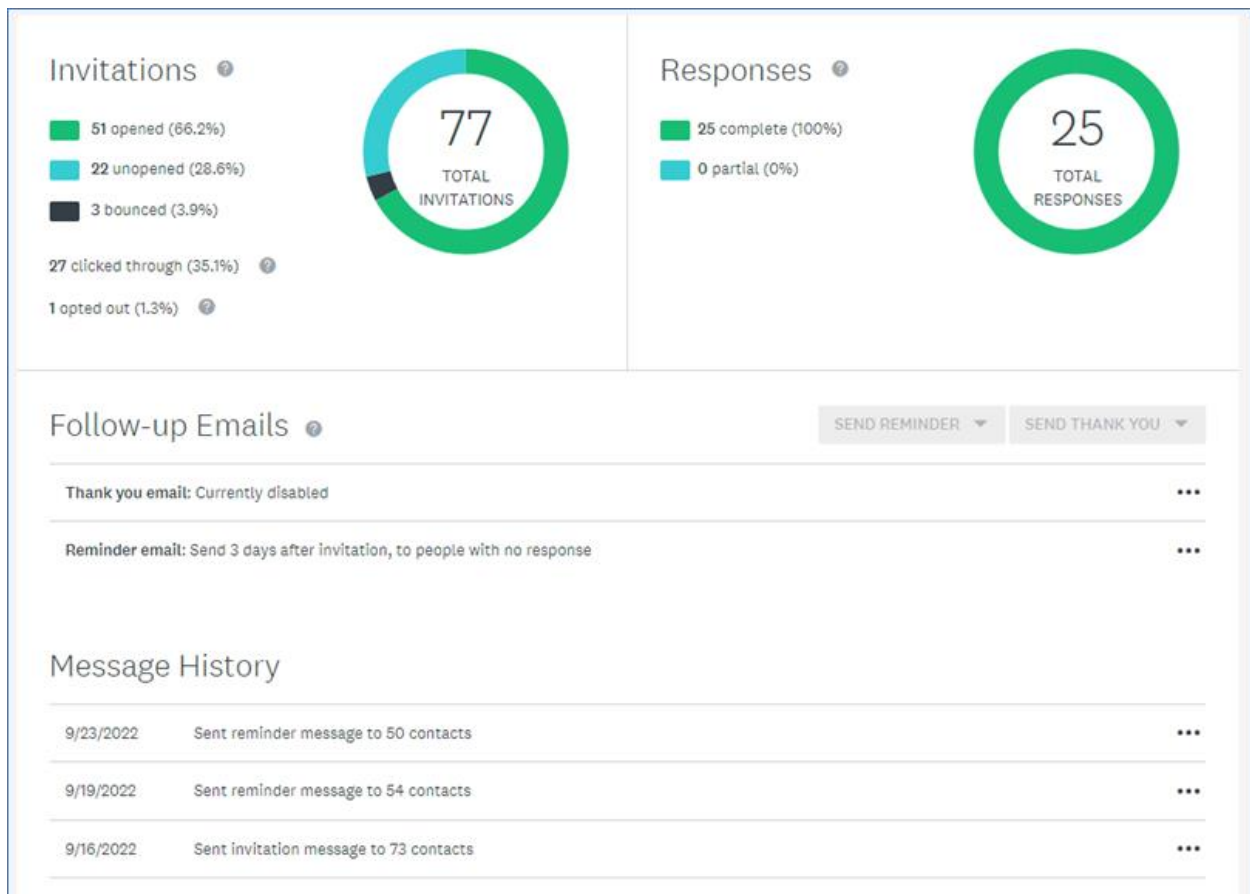 Invitations
51 opened (66.2%)
22 unopened (28.6%)
3 bounced (3.9%)
27 clicked through (35.1%)
1 opted out (1.3%)
77
TOTAL
INVITATIONS
Responses
25 complete (100%)
0 partial (0%)
25
TOTAL
RESPONSES
Follow-up Emails
SEND REMINDER
SEND THANK YOU
Thank you email: Currently disabled
Reminder email: Send 3 days after invitation, to people with no response
Message History
9/23/2022 Sent reminder message to 50 contacts
9/19/2022 Sent reminder message to 54 contacts
9/16/2022 Sent invitation message to 73 contacts